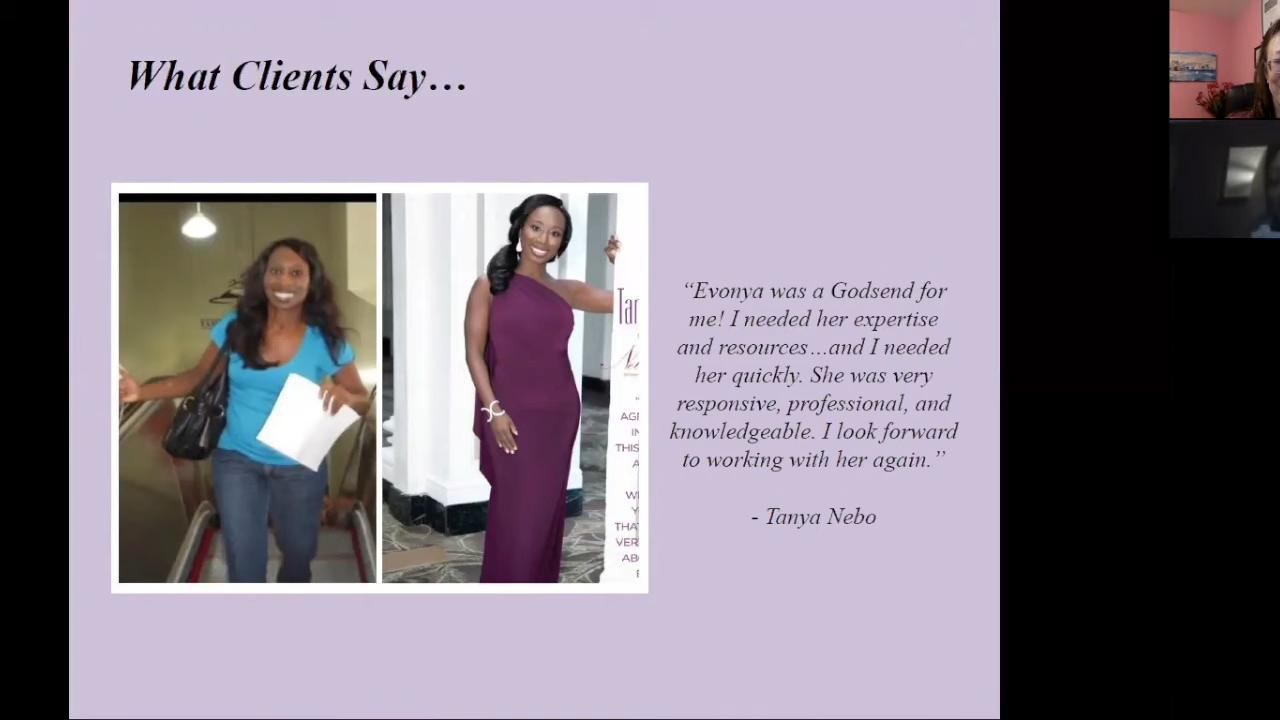 What Clients Say…
“Evonya was a Godsend for
me! I needed her expertise
and resources…and I needed
her quickly. She was very
responsive, professional, and
knowledgeable. I look forward
to working with her again.”
- Tanya Nebo